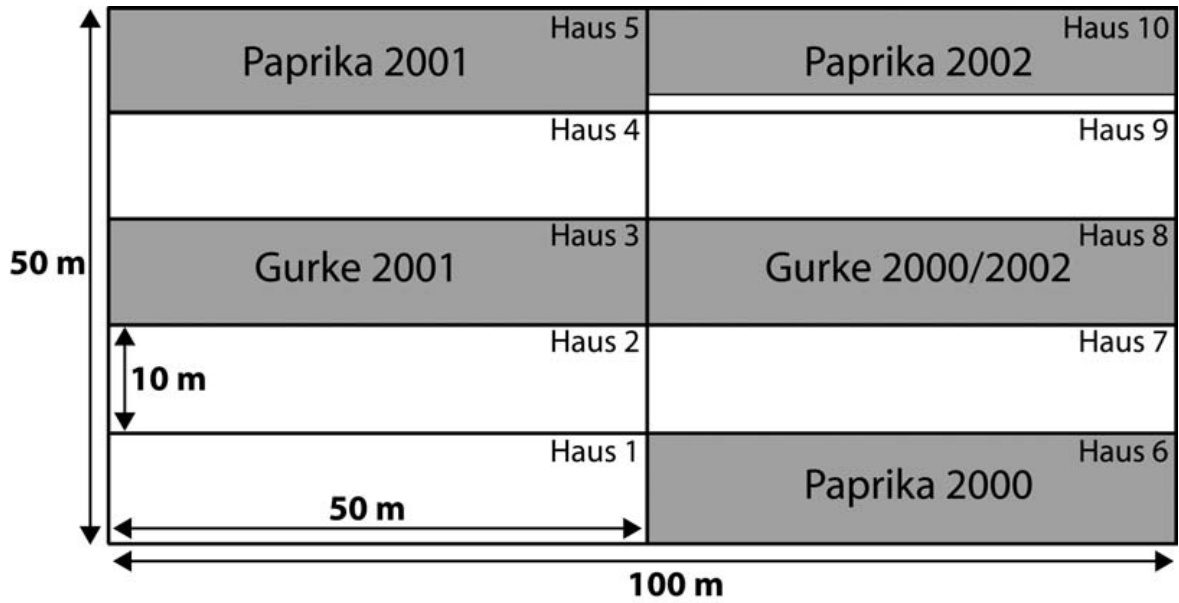 Haus 5
Paprika 2001
Haus 10
Paprika 2002
Haus 4
Haus 9
50 m
Haus 3
Gurke 2001
Haus 8
Gurke 2000/2002
Haus 2
10 m
Haus 7
Haus 1
50 m
Haus 6
Paprika 2000
100 m